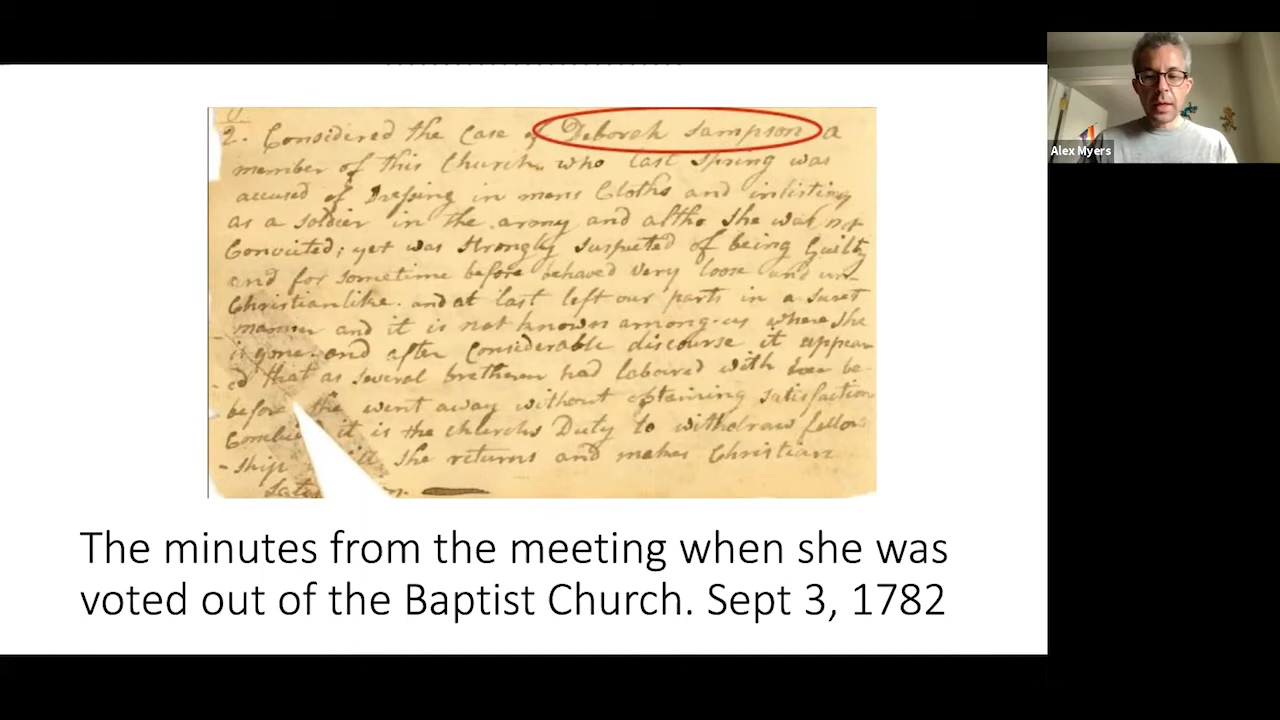 2. Considered the Case of Deborah Sampson a
member of this Church who last Spring was
accused of Dressing in mens Cloths and inlisting
as a Soldier in the army and altho She was not
Convicted; yet was Strongly Suspected of being Guilty
and for Sometime before behaved Very loose and un-
Christianlike. and at last left our parts in a Suret
manner and it is not known among us where She
is gone. and after Considerable discourse it appear-
ed that as Several bretheren had laboured with her be-
before She went away without obtaining Satisfaction
it is the Churchs Duty to withdraw fellow-
-Ship She returns and makes Christian
The minutes from the meeting when she was
voted out of the Baptist Church. Sept 3, 1782
Alex Myers